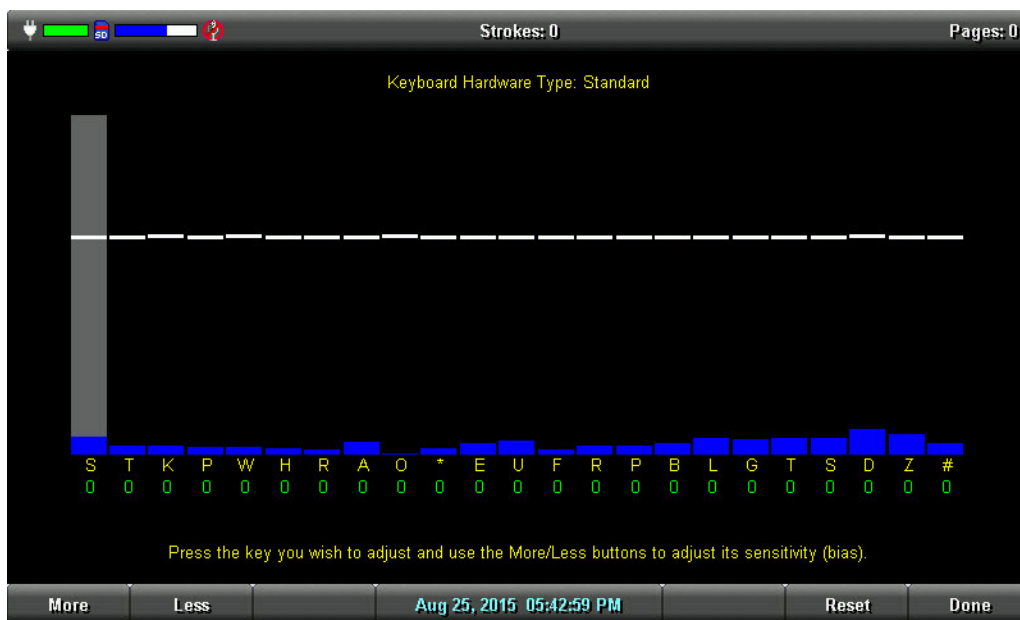 SD Strokes: 0 Pages: 0
Keyboard Hardware Type: Standard
S T K P W H R A O * E U F R P B L G T S D Z #
0 0 0 0 0 0 0 0 0 0 0 0 0 0 0 0 0 0 0 0 0 0 0
Press the key you wish to adjust and use the More/Less buttons to adjust its sensitivity (bias).
More Less Aug 25, 2015 05:42:59 PM Reset Done